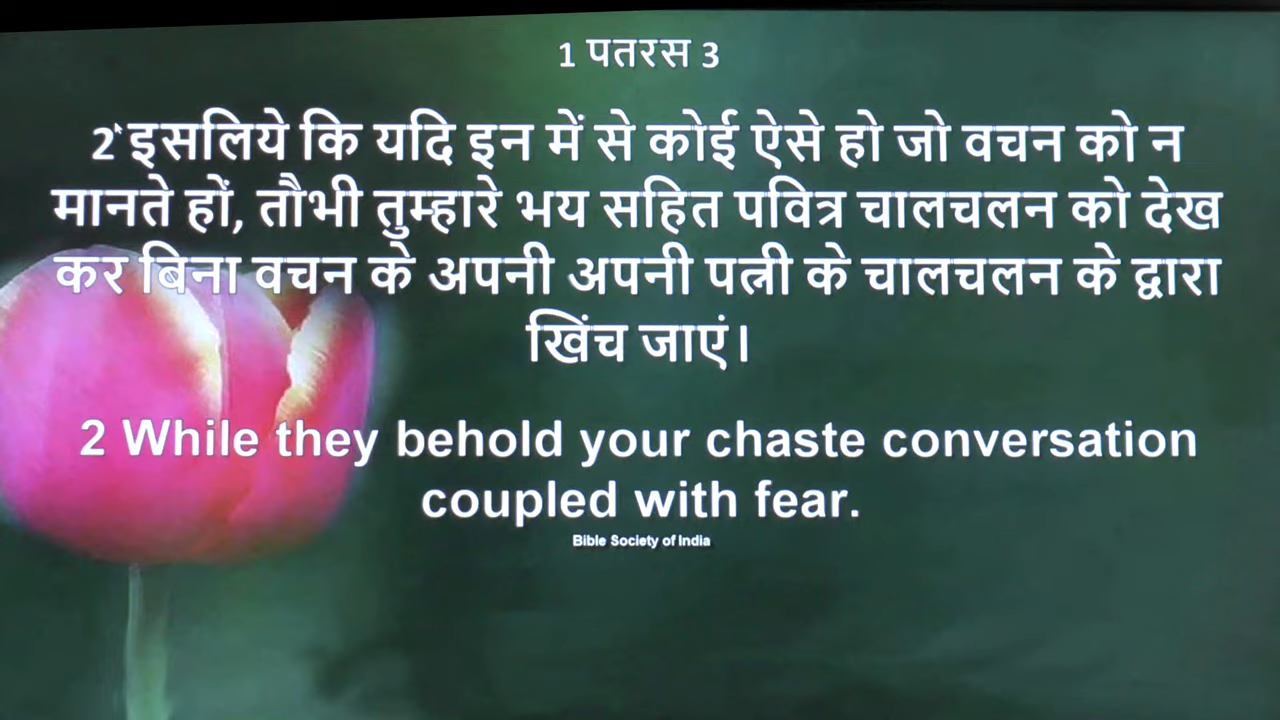 1 पतरस 3
2 इसलिये कि यदि इन में से कोई ऐसे हो जो वचन को न
मानते हों, तौभी तुम्हारे भय सहित पवित्र चालचलन को देख
कर बिना वचन के अपनी अपनी पत्नी के चालचलन के द्वारा
खिंच जाएं।
2 While they behold your chaste conversation
coupled with fear.
Bible Society of India